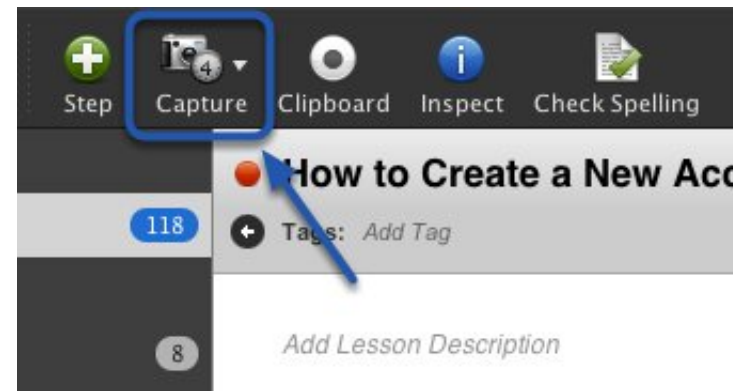 4
Step Capture Clipboard Inspect Check Spelling
How to Create a New Acc
118
Tags: Add Tag
Add Lesson Description
8